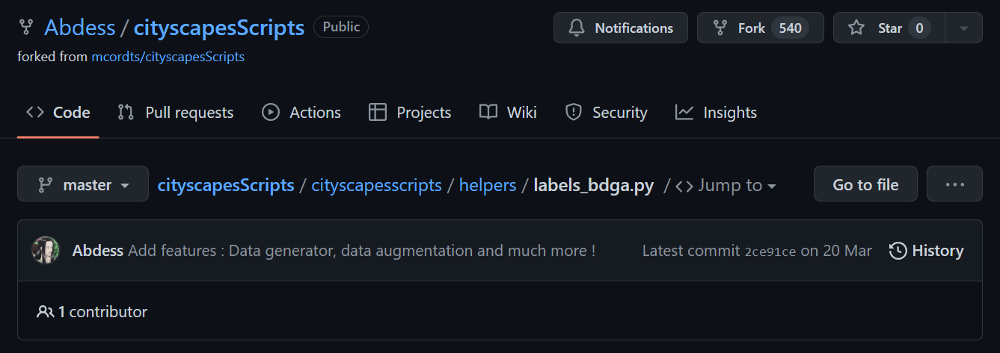 Abdess / cityscapesScripts Public Notifications Fork 540 Star 0
forked from mcordts/cityscapesScripts
Code Pull requests Actions Projects Wiki Security Insights
master cityscapesScripts / cityscapesscripts / helpers / labels_bdga.py / <> Jump to Go to file ...
Abdess Add features : Data generator, data augmentation and much more ! Latest commit 2ce91ce on 20 Mar History
1 contributor